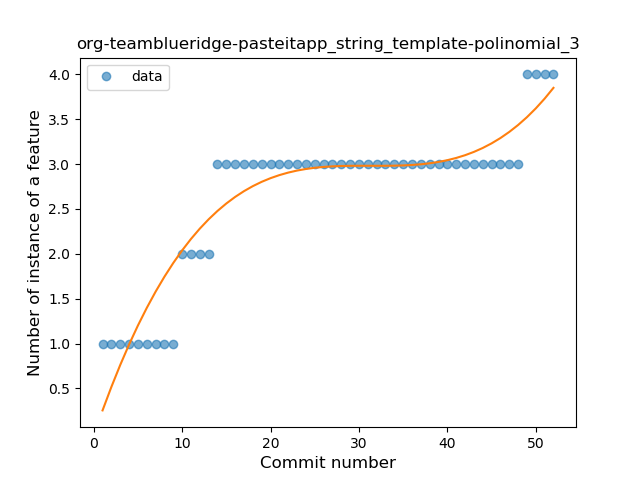 org-teamblueridge-pasteitapp_string_template-polinomial_3
data
Number of instance of a feature
4.0
3.5
3.0
2.5
2.0
1.5
1.0
0.5
0 10 20 30 40 50
Commit number